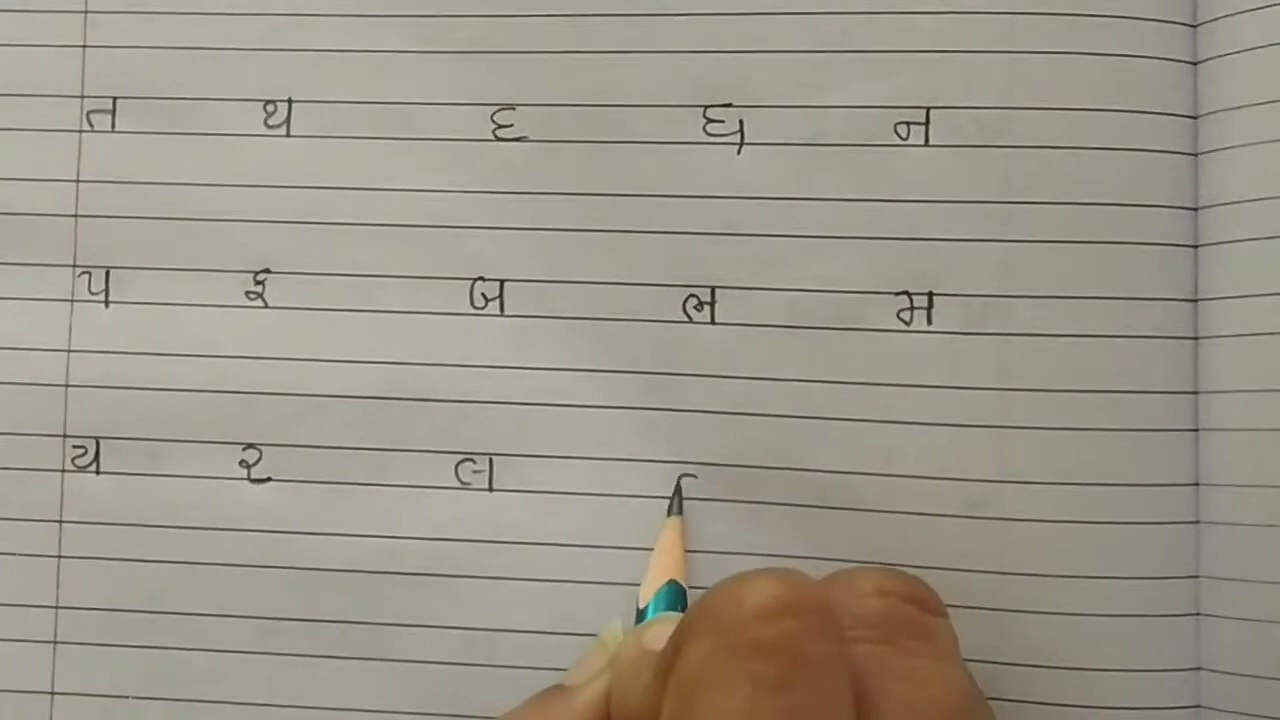 ત થ દ ધ ન
પ ફ બ ભ મ
ય ર લ